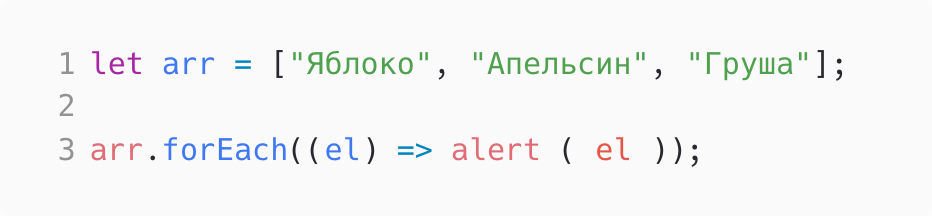 1 let arr = ["Яблоко", "Апельсин", "Груша"];
2
3 arr.forEach((el) => alert ( el ));